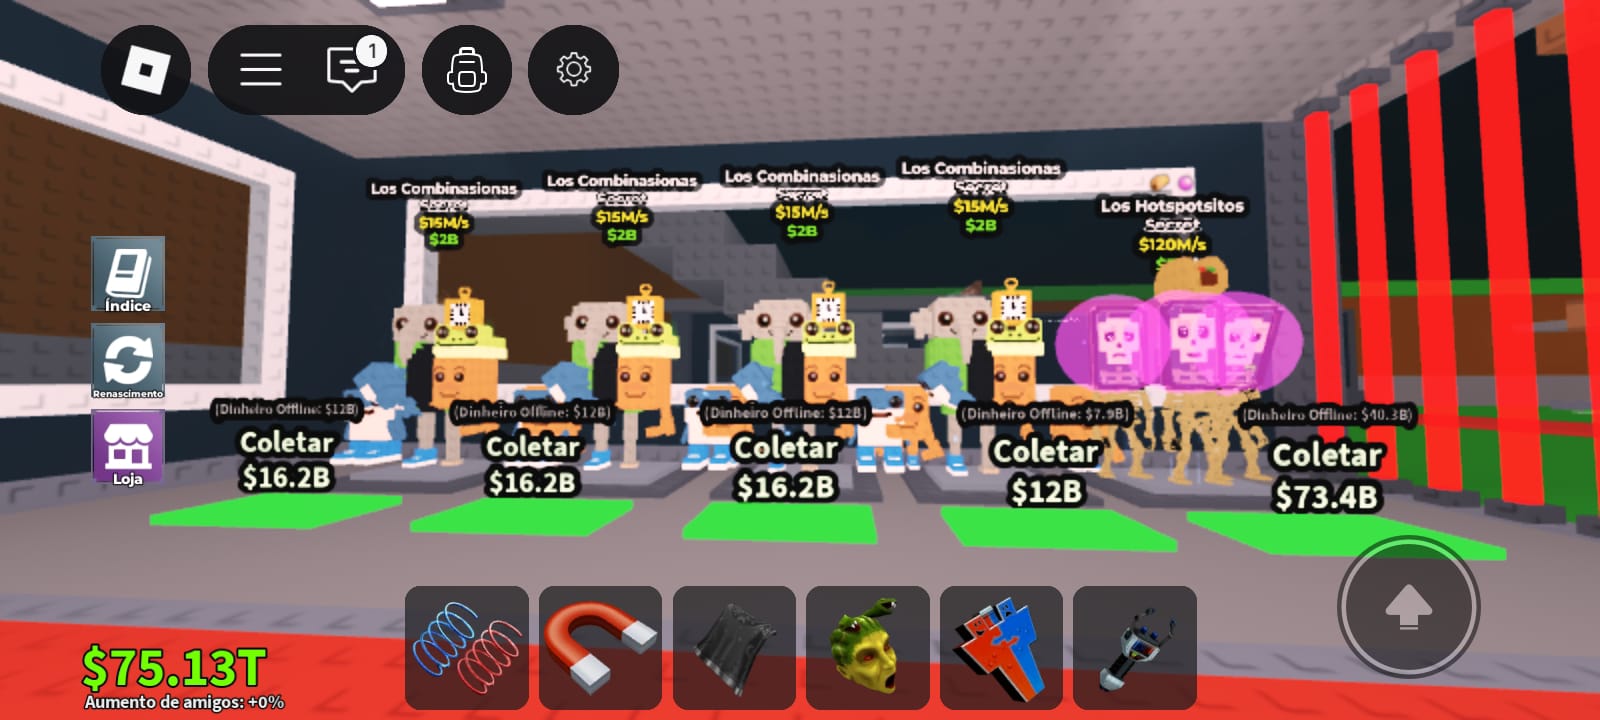 1
Los Combinasionas
Secret
$15M/s
$2B
Los Combinasionas
Secret
$15M/s
$2B
Los Combinasionas
Secret
$15M/s
$2B
Los Combinasionas
Secret
$15M/s
$2B
Los Hotspotsitos
Secret
$120M/s
Índice
Renascimento
Loja
(Dinheiro Offline: $12B)
Coletar
$16.2B
(Dinheiro Offline: $12B)
Coletar
$16.2B
(Dinheiro Offline: $12B)
Coletar
$16.2B
(Dinheiro Offline: $7.9B)
Coletar
$12B
(Dinheiro Offline: $40.3B)
Coletar
$73.4B
$75.13T
Aumento de amigos: +0%